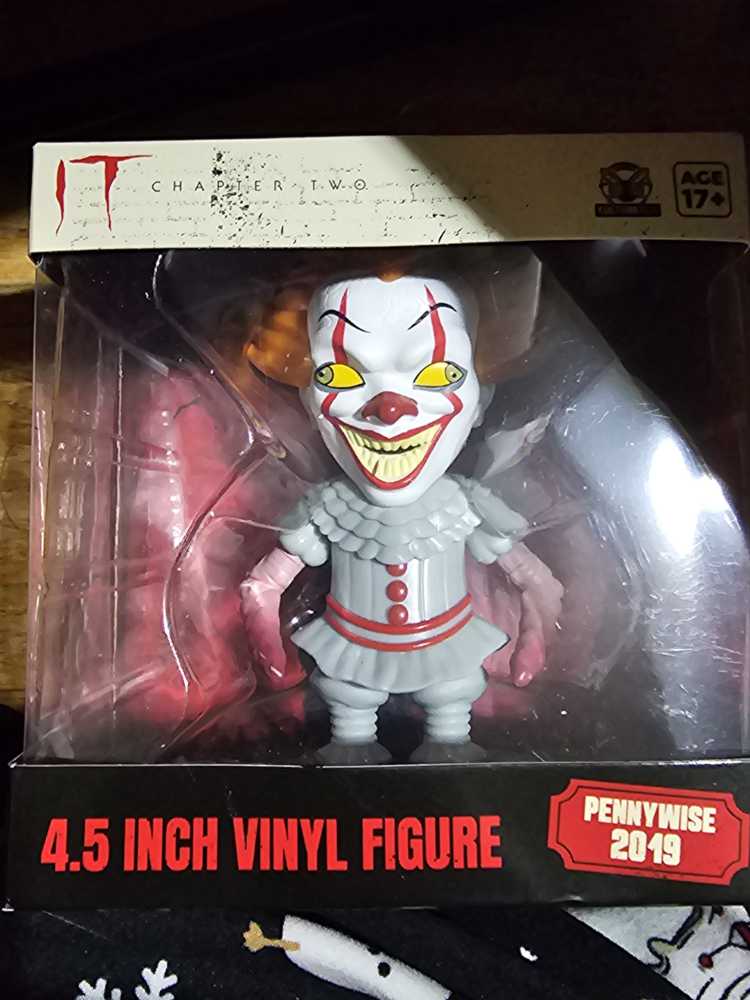 IT
CHAPTER TWO
AGE
17+
4.5 INCH VINYL FIGURE
PENNYWISE
2019